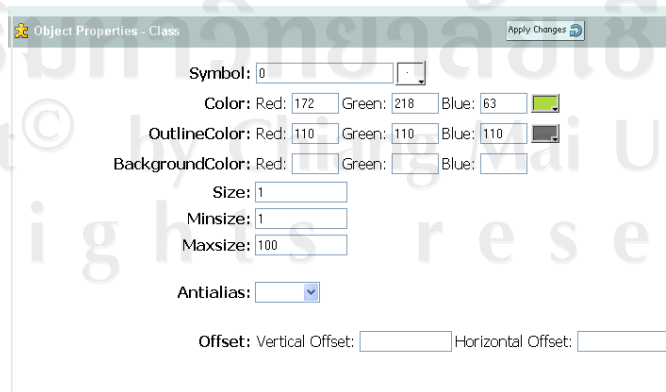 Object Properties - Class
Apply Changes
Symbol: 0
Color: Red: 172 Green: 218 Blue: 63
OutlineColor: Red: 110 Green: 110 Blue: 110
BackgroundColor: Red: Green: Blue:
Size: 1
Minsize: 1
Maxsize: 100
Antialias:
Offset: Vertical Offset: Horizontal Offset:
© by Chiang Mai U
ights rese